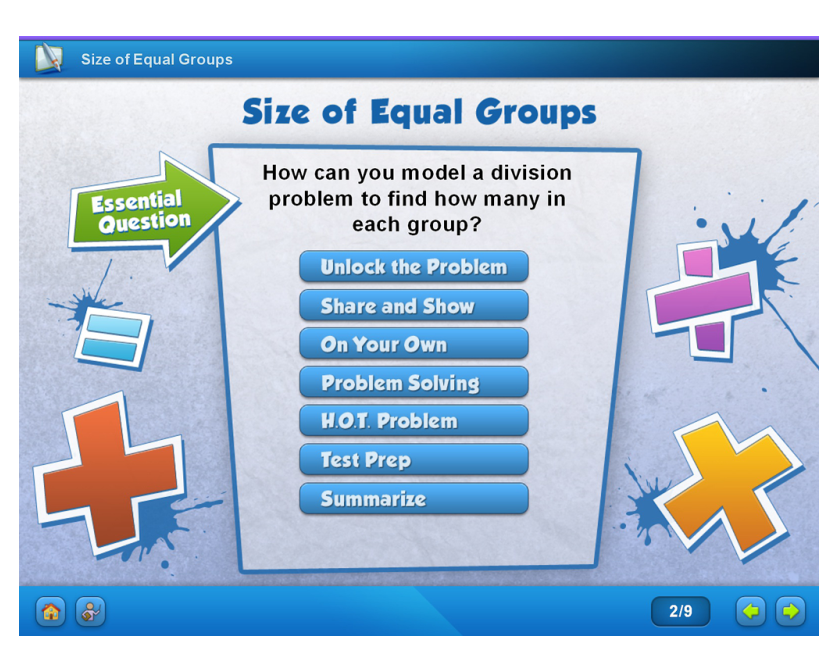 Size of Equal Groups
Size of Equal Groups
Essential
Question
How can you model a division
problem to find how many in
each group?
Unlock the Problem
Share and Show
On Your Own
Problem Solving
H.O.T. Problem
Test Prep
Summarize
2/9